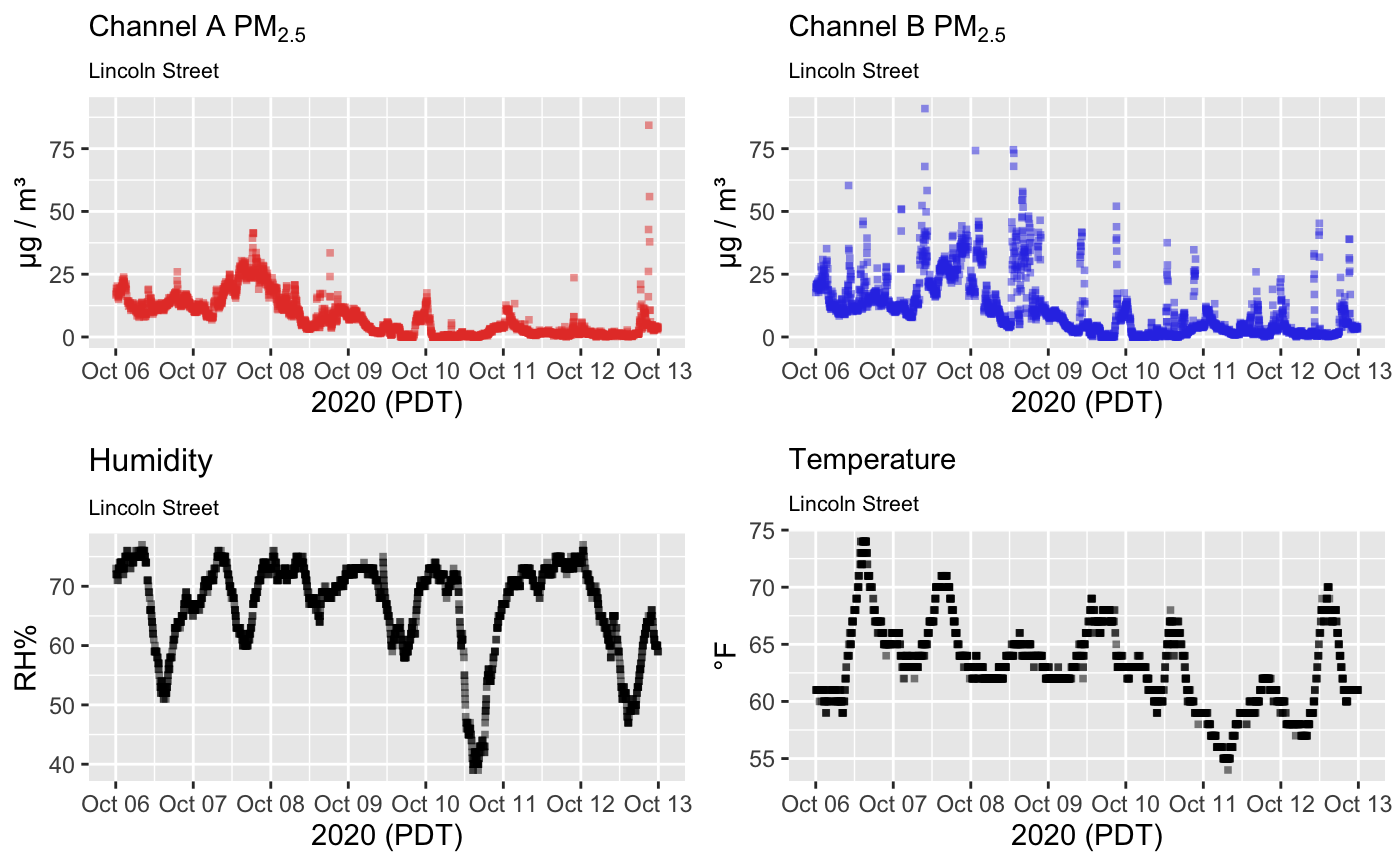 Channel A PM2.5
Lincoln Street
75
50
25
0
µg / m³
Oct 06 Oct 07 Oct 08 Oct 09 Oct 10 Oct 11 Oct 12 Oct 13
2020 (PDT)
Channel B PM2.5
Lincoln Street
75
50
25
0
µg / m³
Oct 06 Oct 07 Oct 08 Oct 09 Oct 10 Oct 11 Oct 12 Oct 13
2020 (PDT)
Humidity
Lincoln Street
70
60
50
40
RH%
Oct 06 Oct 07 Oct 08 Oct 09 Oct 10 Oct 11 Oct 12 Oct 13
2020 (PDT)
Temperature
Lincoln Street
75
70
65
60
55
°F
Oct 06 Oct 07 Oct 08 Oct 09 Oct 10 Oct 11 Oct 12 Oct 13
2020 (PDT)